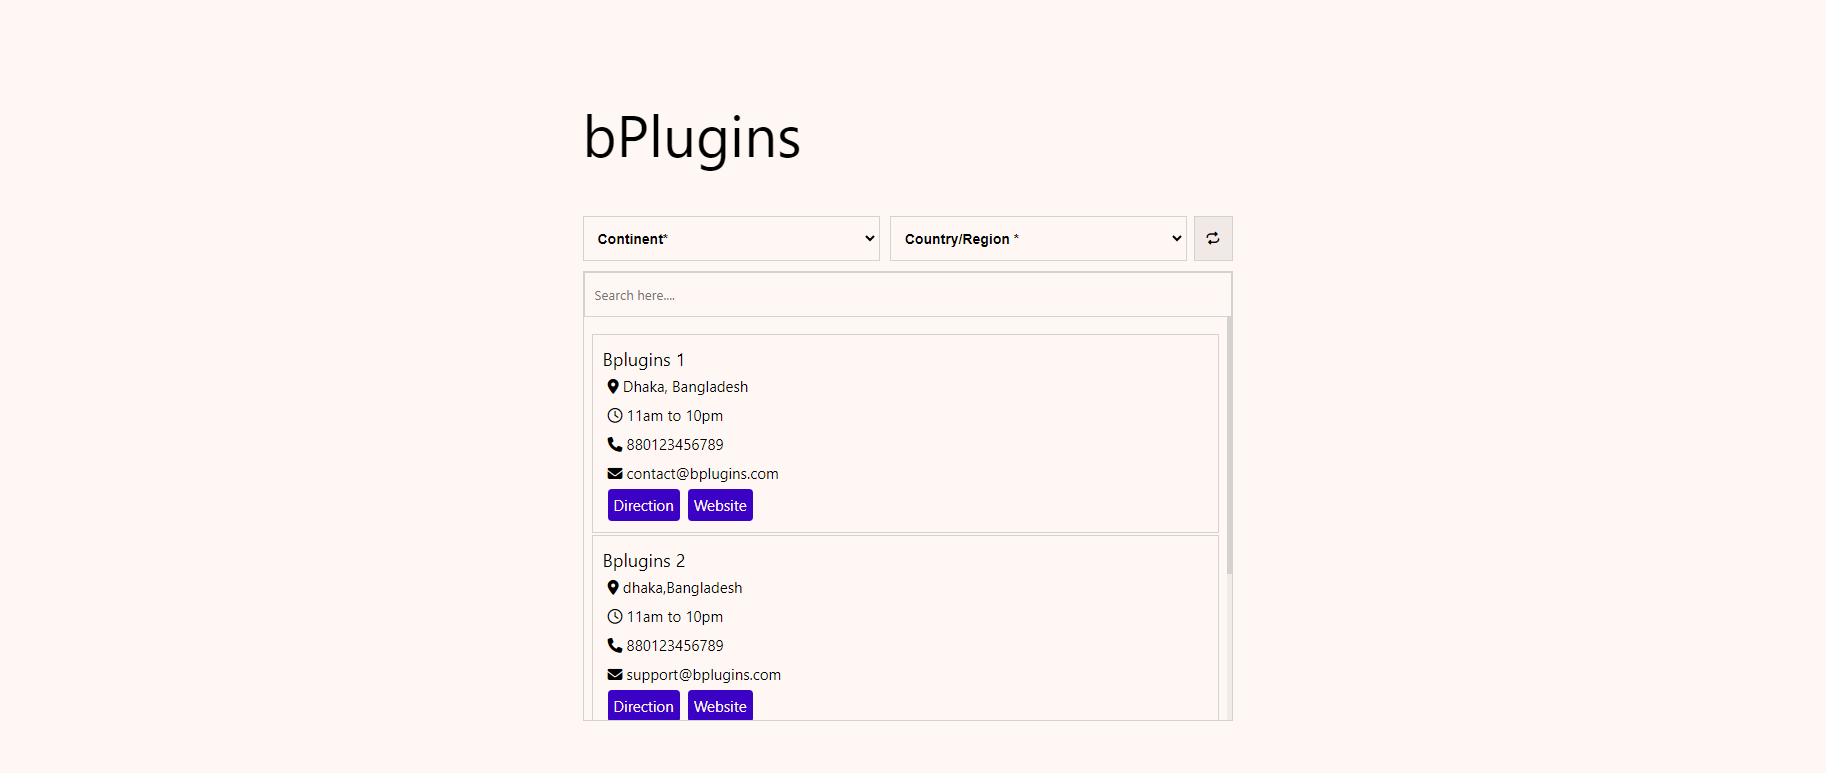 bPlugins
Continent* Country/Region *
Search here....
Bplugins 1
Dhaka, Bangladesh
11am to 10pm
880123456789
contact@bplugins.com
Direction Website
Bplugins 2
dhaka,Bangladesh
11am to 10pm
880123456789
support@bplugins.com
Direction Website